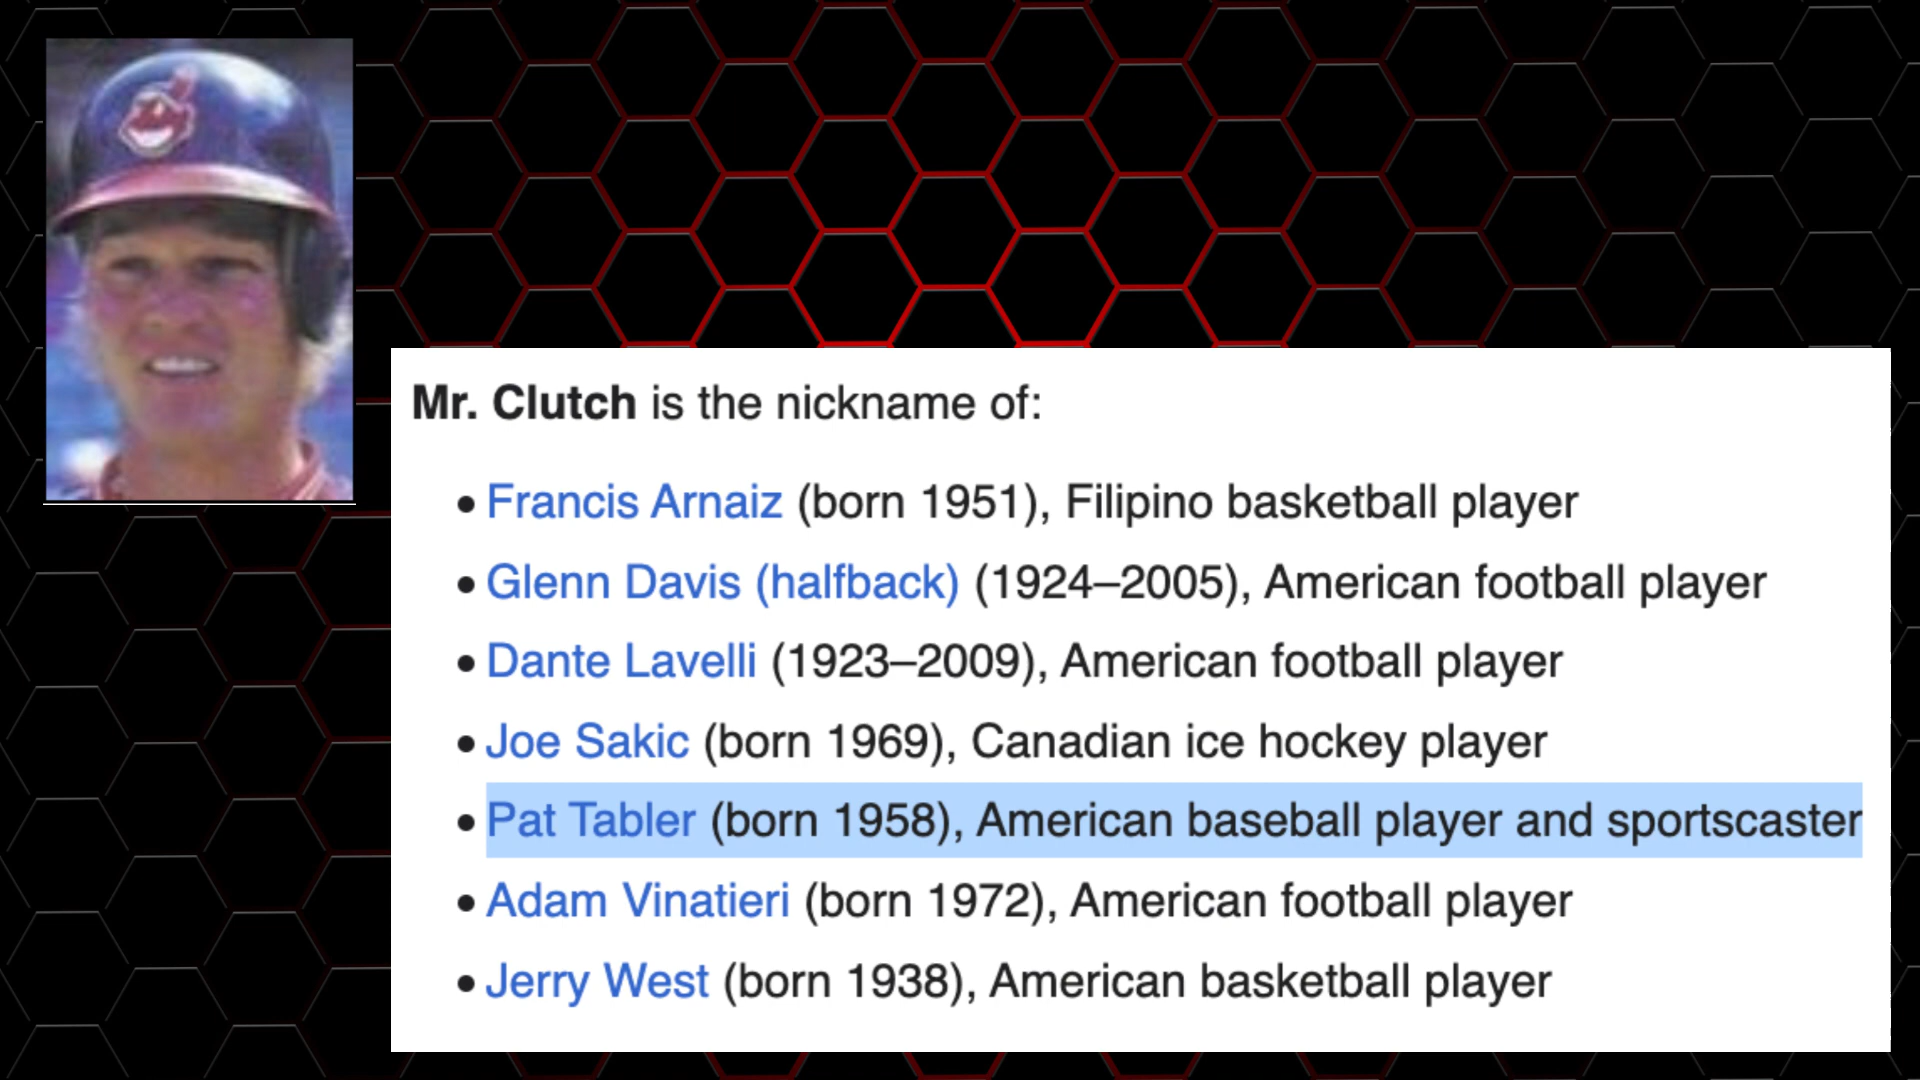 Mr. Clutch is the nickname of:
• Francis Arnaiz (born 1951), Filipino basketball player
• Glenn Davis (halfback) (1924–2005), American football player
• Dante Lavelli (1923–2009), American football player
• Joe Sakic (born 1969), Canadian ice hockey player
• Pat Tabler (born 1958), American baseball player and sportscaster
• Adam Vinatieri (born 1972), American football player
• Jerry West (born 1938), American basketball player